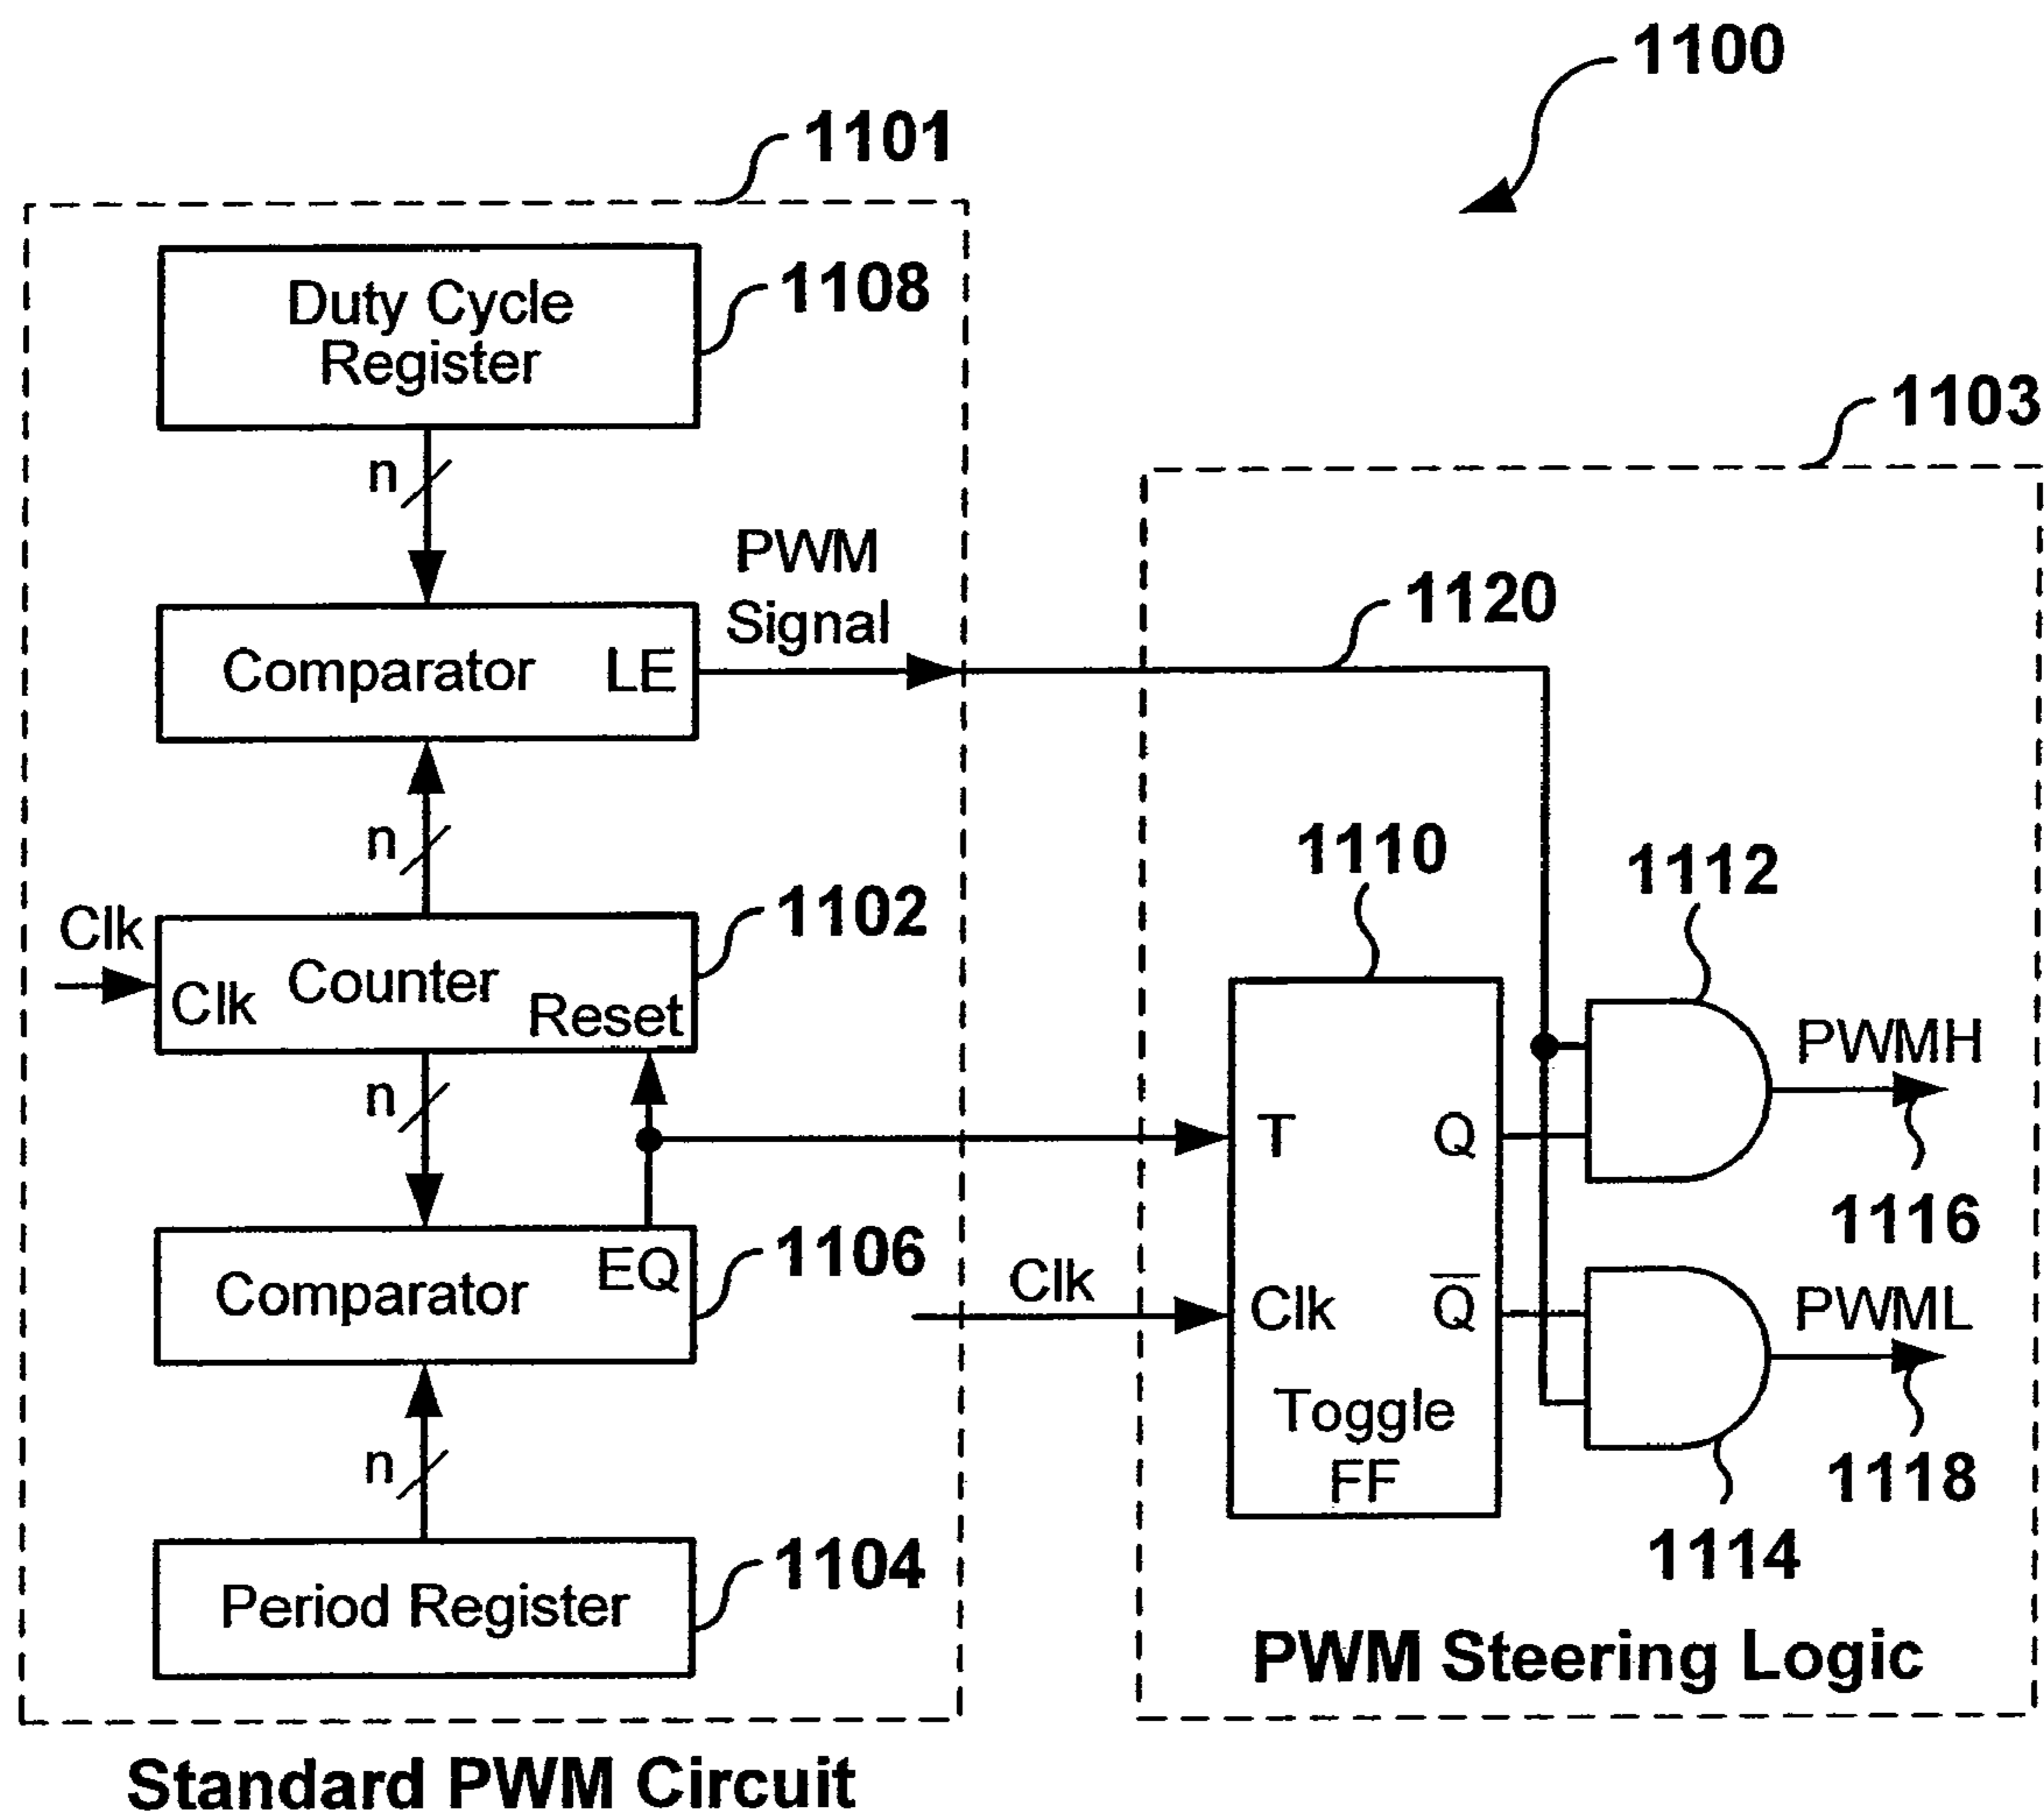 1100
1101
Duty Cycle
Register
1108
1103
n
PWM
Signal
1120
Comparator LE
n
1110
1112
Clk
1102
Clk Counter
Reset
PWMH
n
T Q
1116
1106
EQ
Comparator
Clk
Clk Q̅
PWML
Toggle
FF
n
1118
1114
1104
Period Register
PWM Steering Logic
Standard PWM Circuit